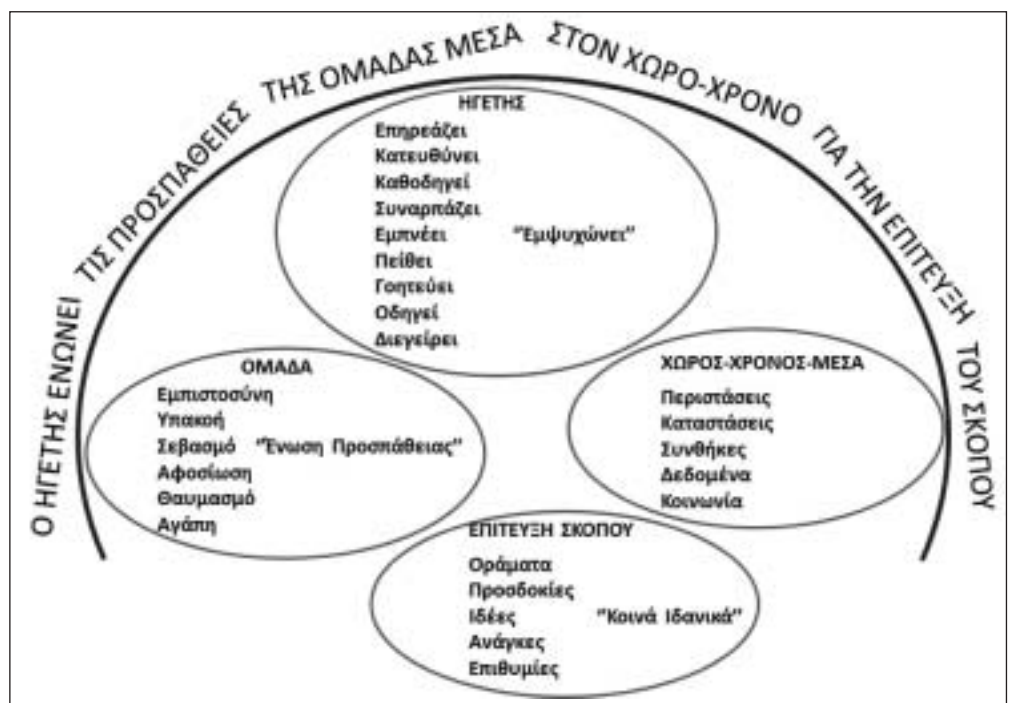 Ο ΗΓΕΤΗΣ ΕΝΩΝΕΙ ΤΙΣ ΠΡΟΣΠΑΘΕΙΕΣ ΤΗΣ ΟΜΑΔΑΣ ΜΕΣΑ ΣΤΟΝ ΧΩΡΟ-ΧΡΟΝΟ ΓΙΑ ΤΗΝ ΕΠΙΤΕΥΞΗ ΤΟΥ ΣΚΟΠΟΥ
ΗΓΕΤΗΣ
Επηρεάζει
Κατευθύνει
Καθοδηγεί
Συναρπάζει
Εμπνέει "Εμψυχώνει"
Πείθει
Γοητεύει
Οδηγεί
Διεγείρει
ΟΜΑΔΑ
Εμπιστοσύνη
Υπακοή
Σεβασμό "Ένωση Προσπάθειας"
Αφοσίωση
Θαυμασμό
Αγάπη
ΧΩΡΟΣ-ΧΡΟΝΟΣ-ΜΕΣΑ
Περιστάσεις
Καταστάσεις
Συνθήκες
Δεδομένα
Κοινωνία
ΕΠΙΤΕΥΞΗ ΣΚΟΠΟΥ
Οράματα
Προσδοκίες
Ιδέες "Κοινά Ιδανικά"
Ανάγκες
Επιθυμίες